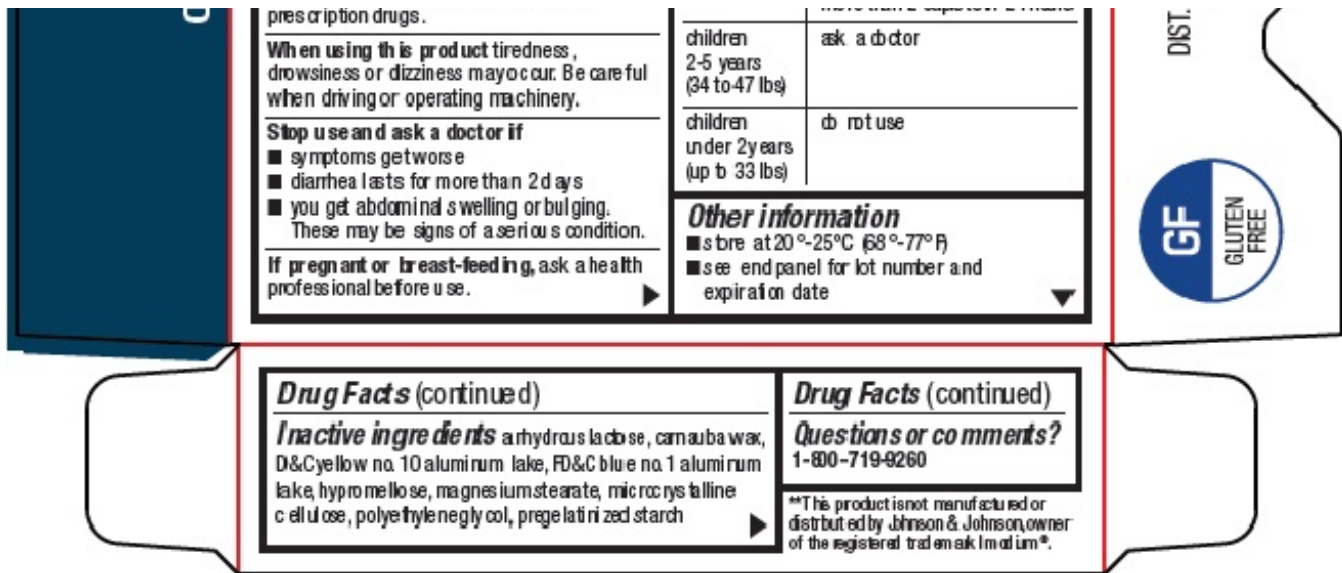 prescription drugs.
When using this product tiredness,
drowsiness or dizziness may occur. Be careful
when driving or operating machinery.
Stop use and ask a doctor if
■ symptoms get worse
■ diarrhea lasts for more than 2 days
■ you get abdominal swelling or bulging.
These may be signs of a serious condition.
If pregnant or breast-feeding, ask a health
professional before use.
children
2-5 years
(34 to 47 lbs)
ask a doctor
children
under 2 years
(up to 33 lbs)
do not use
Other information
■ store at 20°-25°C (68°-77°F)
■ see end panel for lot number and
expiration date
DIST.
GF
GLUTEN
FREE
Drug Facts (continued)
Inactive ingredients anhydrous lactose, carnauba wax,
D&C yellow no. 10 aluminum lake, FD&C blue no. 1 aluminum
lake, hypromellose, magnesium stearate, microcrystalline
cellulose, polyethylene glycol, pregelatinized starch
Drug Facts (continued)
Questions or comments?
1-800-719-9260
**This product is not manufactured or
distributed by Johnson & Johnson, owner
of the registered trademark Imodium®.